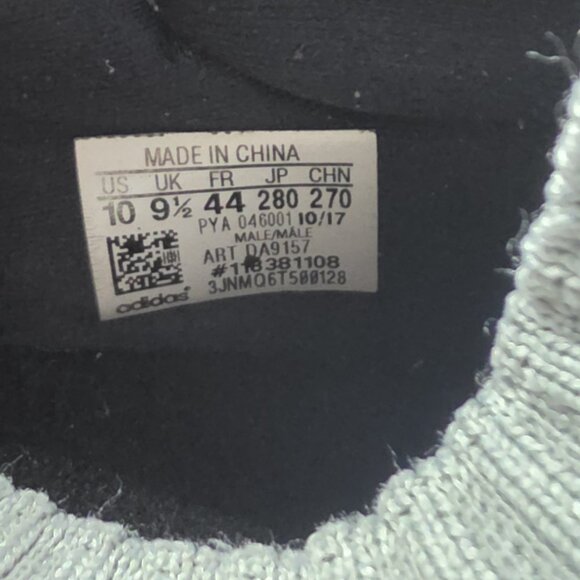 MADE IN CHINA
US UK FR JP CHN
10 9½ 44 280 270
PYA 046001 10/17
MALE/MÂLE
ART DA9157
#118381108
3JNMQ6T500128
adidas